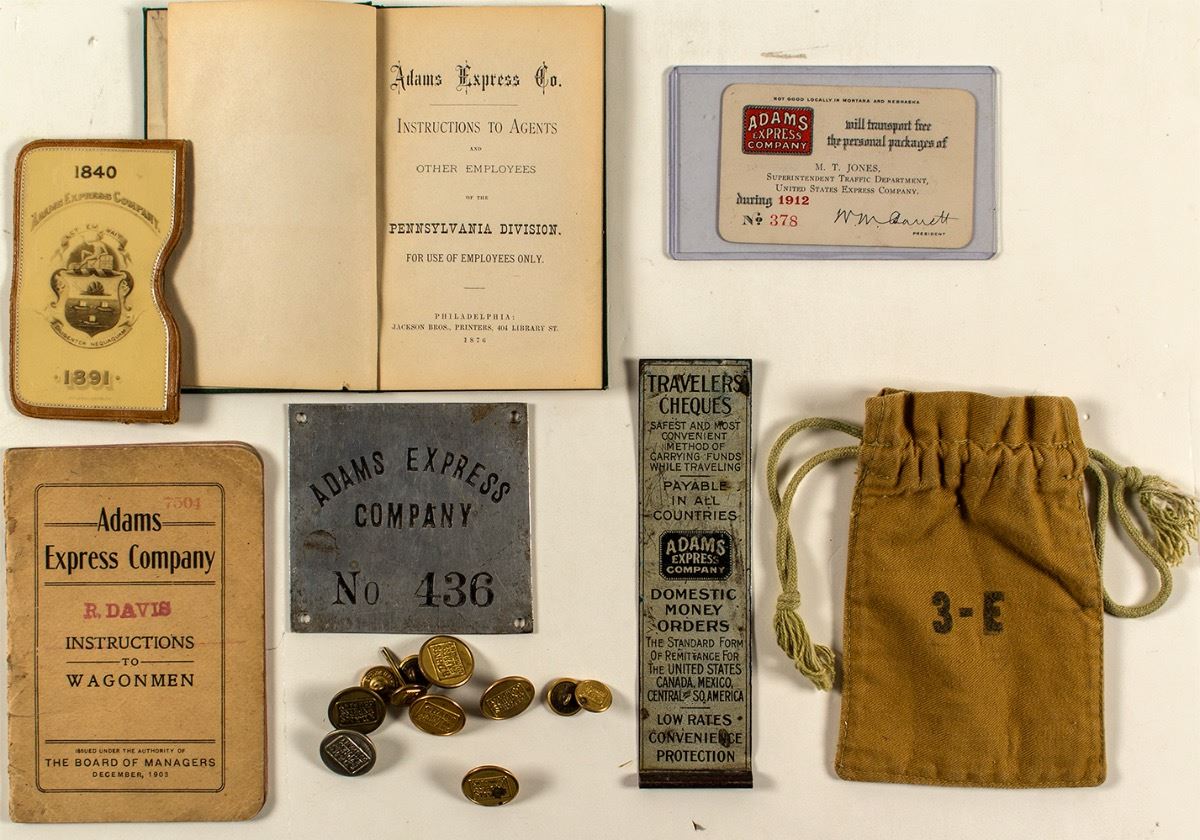 Adams Express Co.
INSTRUCTIONS TO AGENTS
AND
OTHER EMPLOYEES
OF THE
PENNSYLVANIA DIVISION.
FOR USE OF EMPLOYEES ONLY.
PHILADELPHIA:
JACKSON BROS., PRINTERS, 404 LIBRARY ST.
1876
NOT GOOD LOCALLY IN MONTANA AND NEBRASKA
ADAMS
EXPRESS
COMPANY
will transport free
the personal packages of
M. T. JONES,
SUPERINTENDENT TRAFFIC DEPARTMENT,
UNITED STATES EXPRESS COMPANY.
during 1912
No 378
W M Barrett
PRESIDENT
1840
ADAMS EXPRESS COMPANY
1891
7504
Adams
Express Company
R. DAVIS
INSTRUCTIONS
TO
WAGONMEN
ISSUED UNDER THE AUTHORITY OF
THE BOARD OF MANAGERS
DECEMBER, 1903
ADAMS EXPRESS
COMPANY
No 436
TRAVELERS
CHEQUES
SAFEST AND MOST
CONVENIENT
METHOD OF
CARRYING FUNDS
WHILE TRAVELING
PAYABLE
IN ALL
COUNTRIES
ADAMS
EXPRESS
COMPANY
DOMESTIC
MONEY
ORDERS
THE STANDARD FORM
OF REMITTANCE FOR
THE UNITED STATES
CANADA, MEXICO,
CENTRAL AND SO. AMERICA
LOW RATES
CONVENIENCE
PROTECTION
3-E